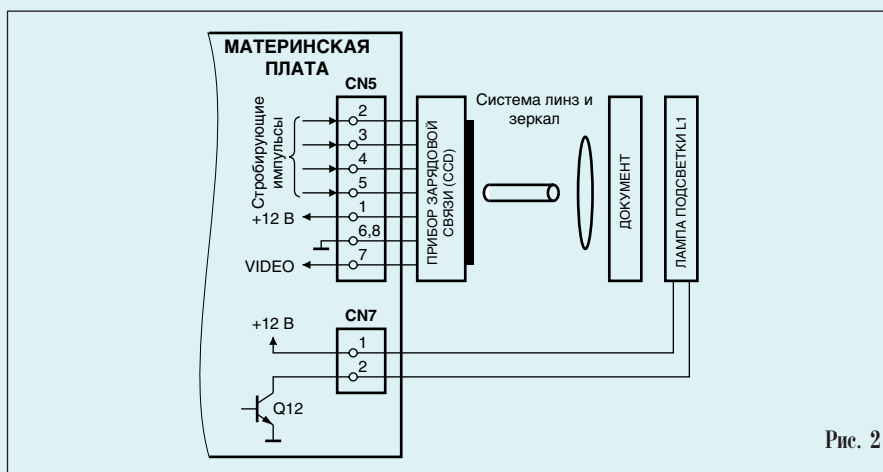 МАТЕРИНСКАЯ
ПЛАТА
CN5
Стробирующие
импульсы
2
3
4
5
1
6,8
7
+12 В
VIDEO
ПРИБОР ЗАРЯДОВОЙ
СВЯЗИ (CCD)
Система линз и
зеркал
ДОКУМЕНТ
ЛАМПА ПОДСВЕТКИ L1
CN7
+12 В
1
2
Q12
Рис. 2